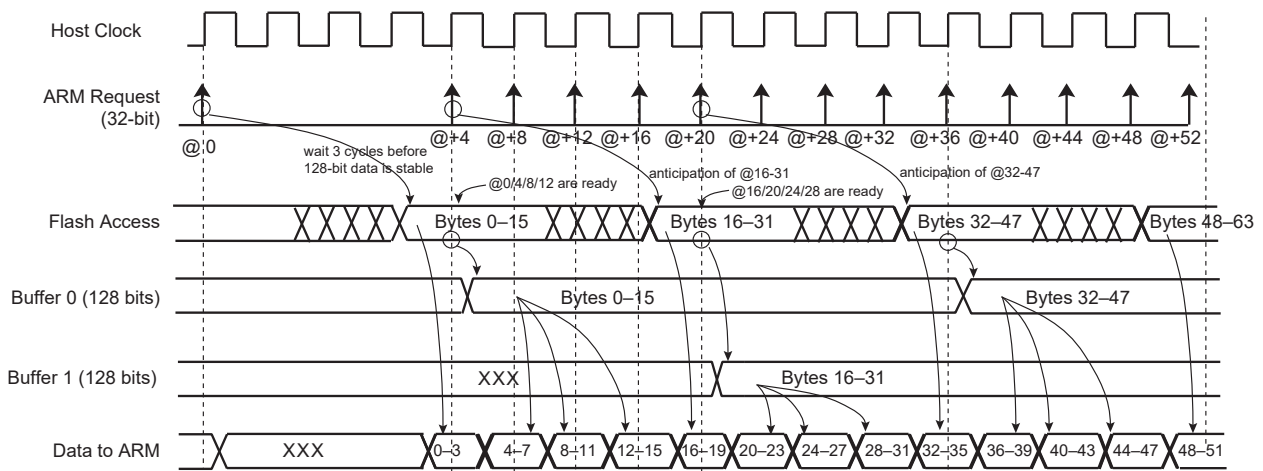 Host Clock
ARM Request
(32-bit)
@ 0
@+4
@+8
@+12
@+16
@+20
@+24
@+28
@+32
@+36
@+40
@+44
@+48
@+52
wait 3 cycles before
128-bit data is stable
@0/4/8/12 are ready
anticipation of @16-31
@16/20/24/28 are ready
anticipation of @32-47
Flash Access
Bytes 0–15
Bytes 16–31
Bytes 32–47
Bytes 48–63
Buffer 0 (128 bits)
Bytes 0–15
Bytes 32–47
Buffer 1 (128 bits)
XXX
Bytes 16–31
Data to ARM
XXX
0–3
4–7
8–11
12–15
16–19
20–23
24–27
28–31
32–35
36–39
40–43
44–47
48–51